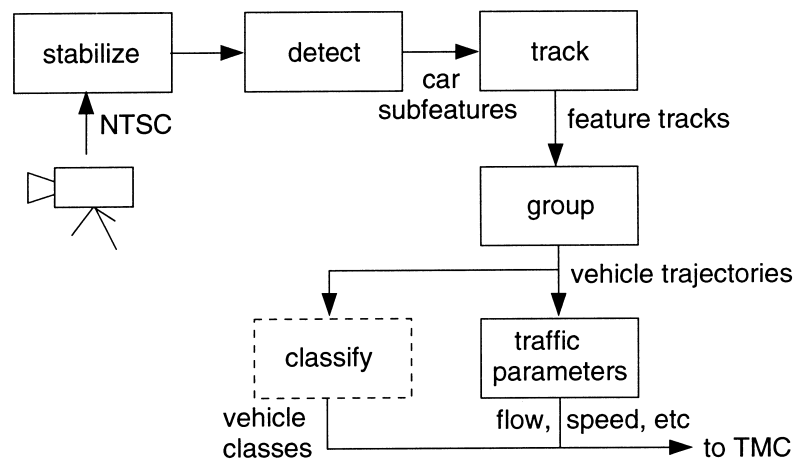 stabilize
detect
track
NTSC
car
subfeatures
feature tracks
group
vehicle trajectories
classify
traffic
parameters
vehicle
classes
flow, speed, etc
to TMC